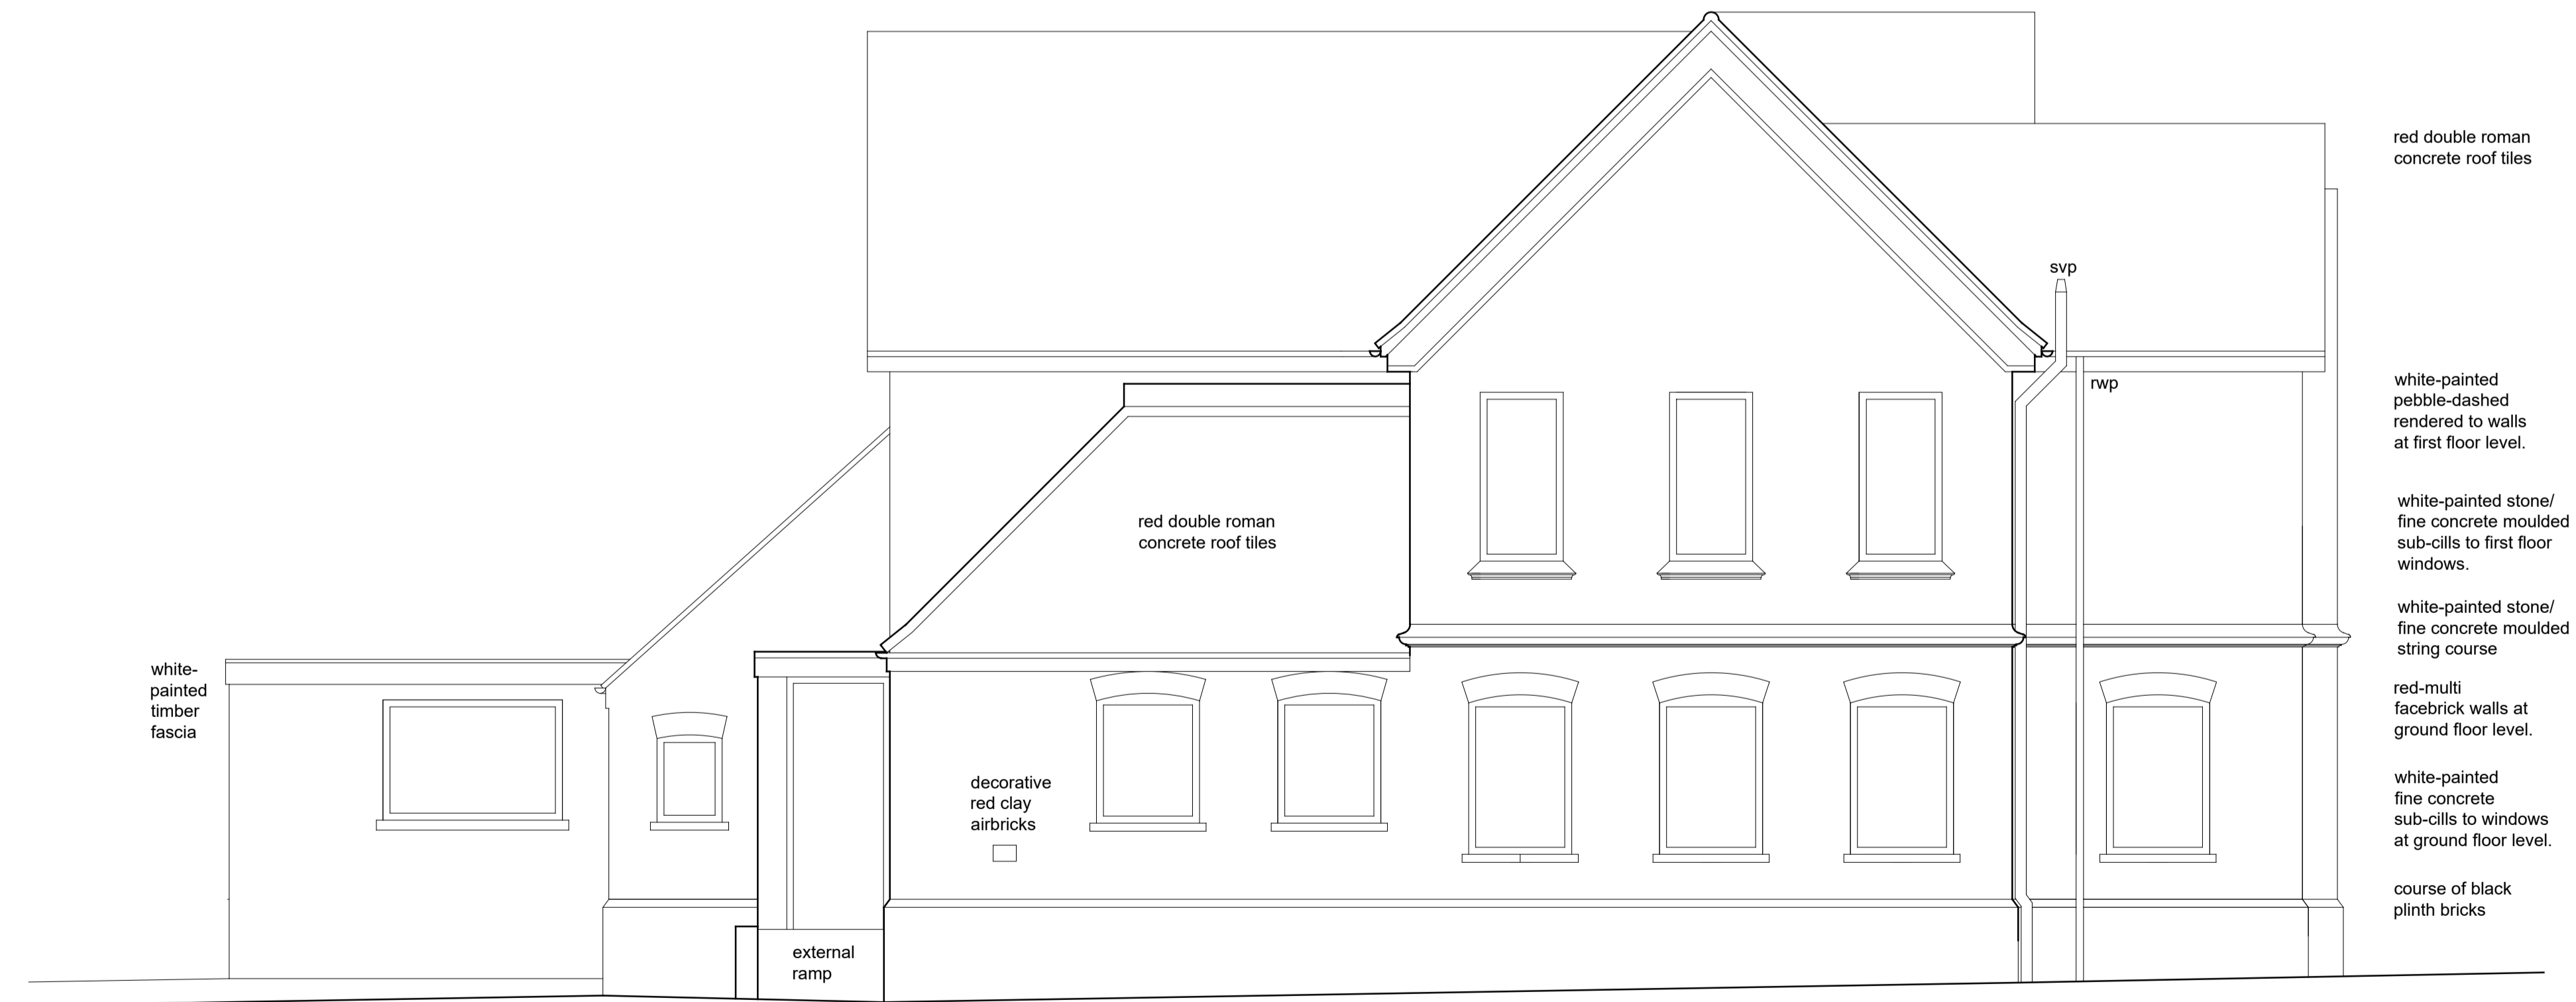 red double roman
concrete roof tiles
svp
rwp
white-painted
pebble-dashed
rendered to walls
at first floor level.
white-painted stone/
fine concrete moulded
sub-cills to first floor
windows.
red double roman
concrete roof tiles
white-painted stone/
fine concrete moulded
string course
white-
painted
timber
fascia
red-multi
facebrick walls at
ground floor level.
decorative
red clay
airbricks
white-painted
fine concrete
sub-cills to windows
at ground floor level.
course of black
plinth bricks
external
ramp